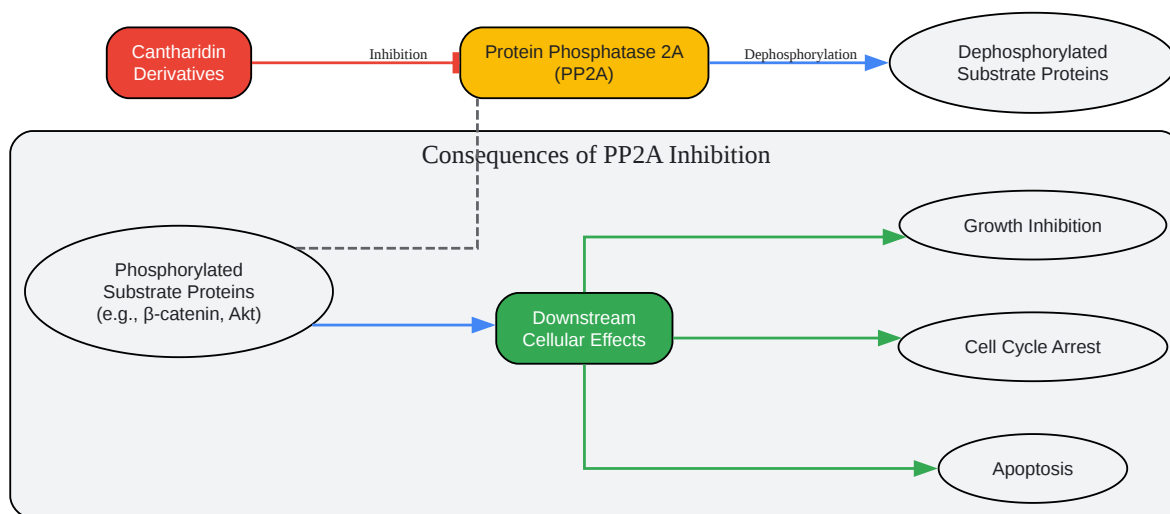 Cantharidin
Derivatives
Inhibition
Protein Phosphatase 2A
(PP2A)
Dephosphorylation
Dephosphorylated
Substrate Proteins
Consequences of PP2A Inhibition
Phosphorylated
Substrate Proteins
(e.g., β-catenin, Akt)
Downstream
Cellular Effects
Growth Inhibition
Cell Cycle Arrest
Apoptosis